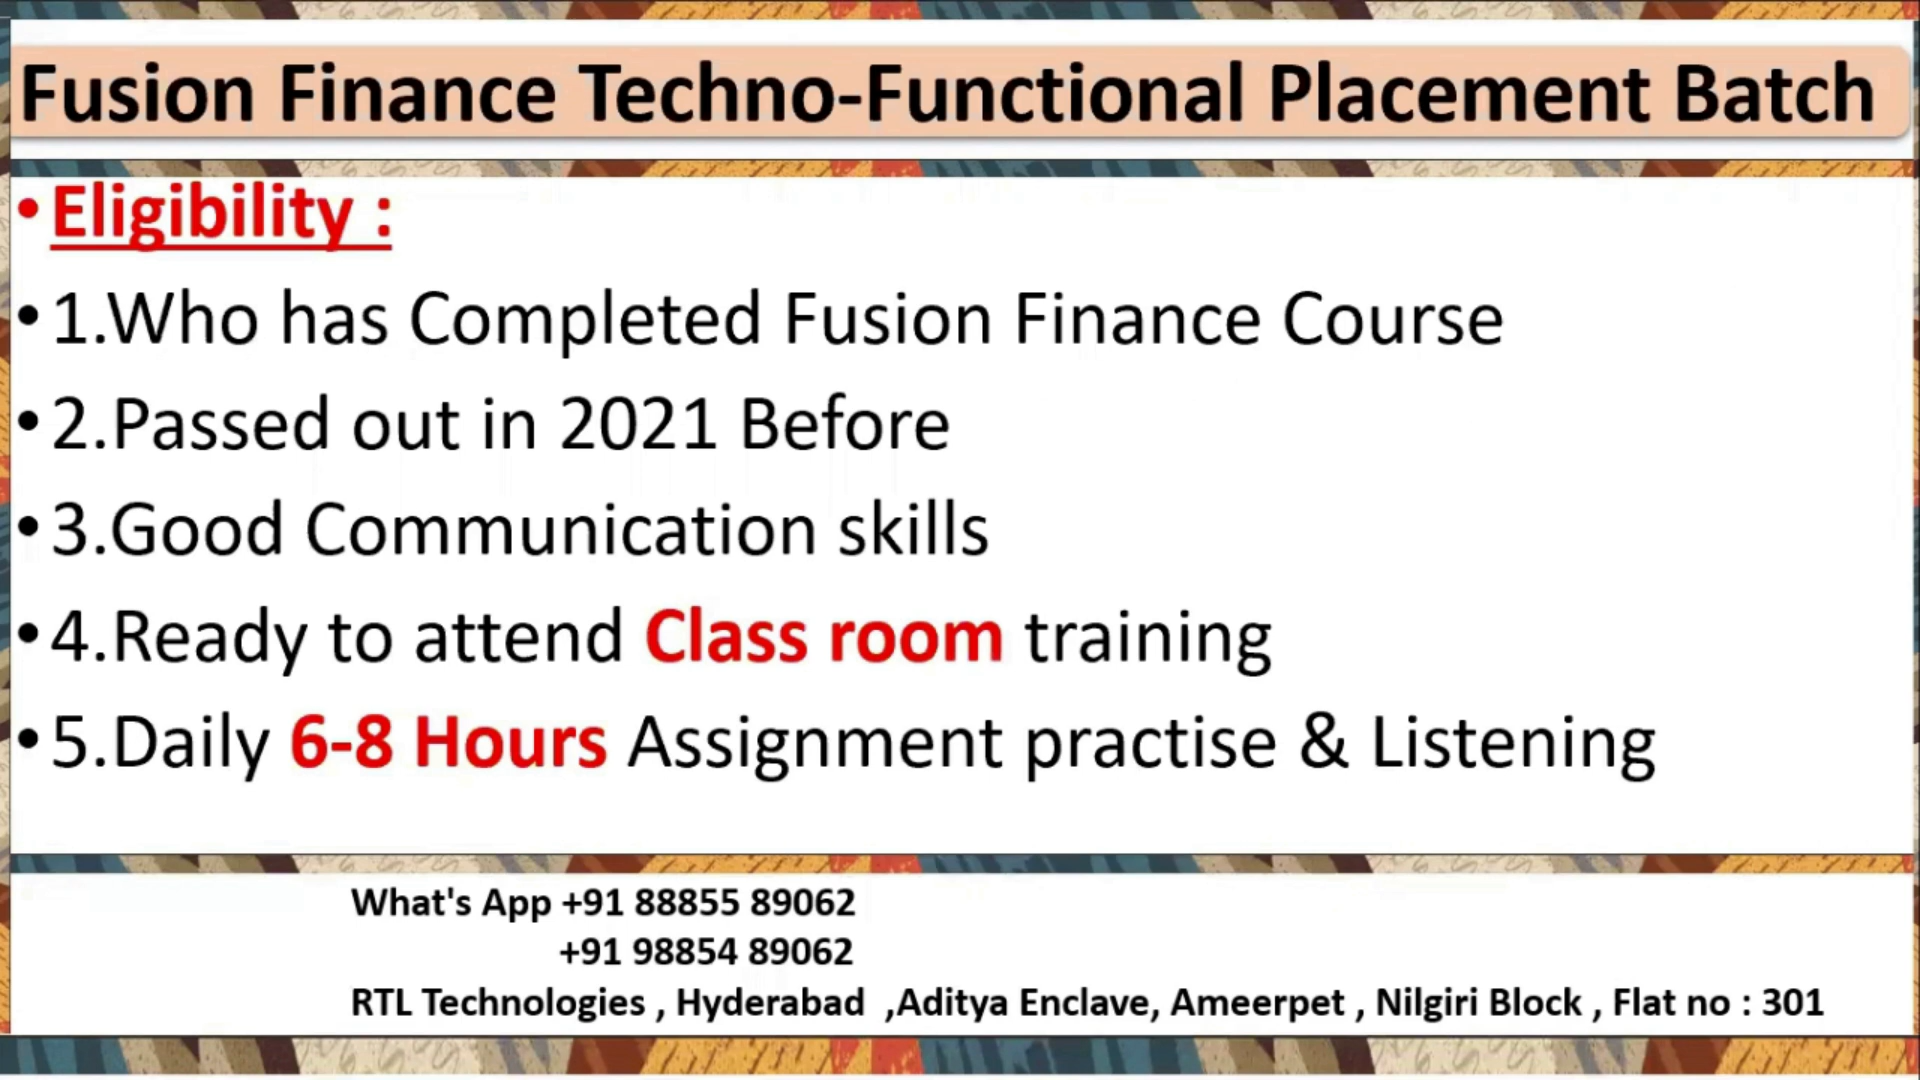 Fusion Finance Techno-Functional Placement Batch
• Eligibility :
• 1.Who has Completed Fusion Finance Course
• 2.Passed out in 2021 Before
• 3.Good Communication skills
• 4.Ready to attend Class room training
• 5.Daily 6-8 Hours Assignment practise & Listening
What's App +91 88855 89062
+91 98854 89062
RTL Technologies , Hyderabad ,Aditya Enclave, Ameerpet , Nilgiri Block , Flat no : 301